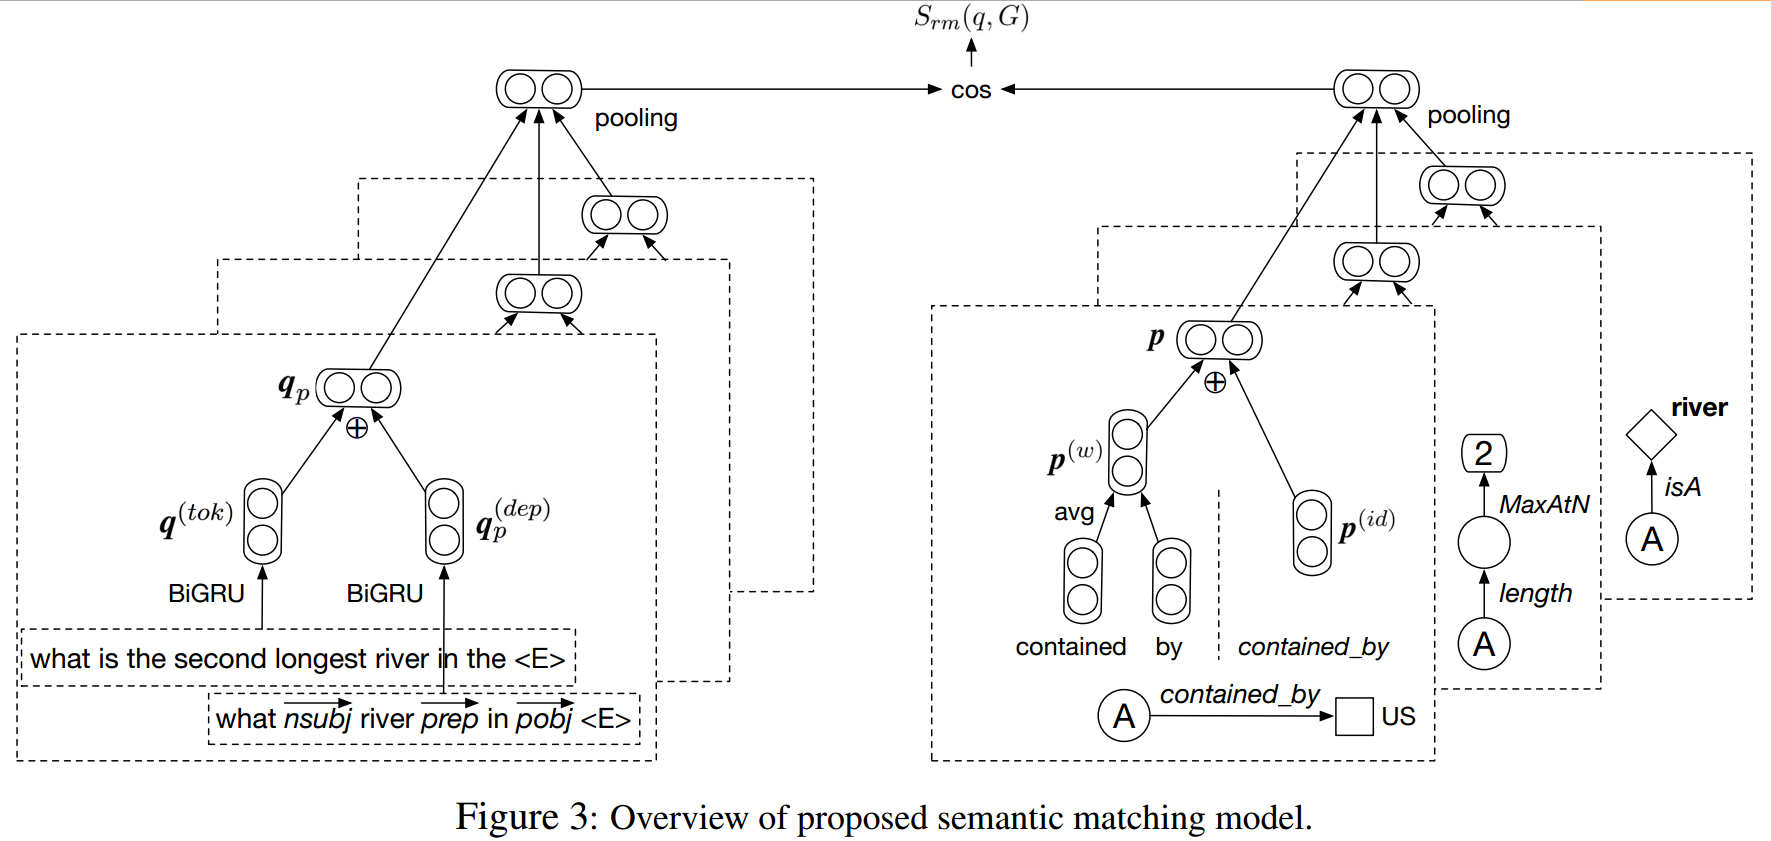 S_{rm}(q, G)
cos
pooling
pooling
q_p
⊕
q^{(tok)}
q_p^{(dep)}
BiGRU
BiGRU
what is the second longest river in the <E>
what nsubj river prep in pobj <E>
p
⊕
p^{(w)}
avg
p^{(id)}
contained by
contained_by
A
contained_by
US
2
MaxAtN
length
A
river
isA
A
Figure 3: Overview of proposed semantic matching model.